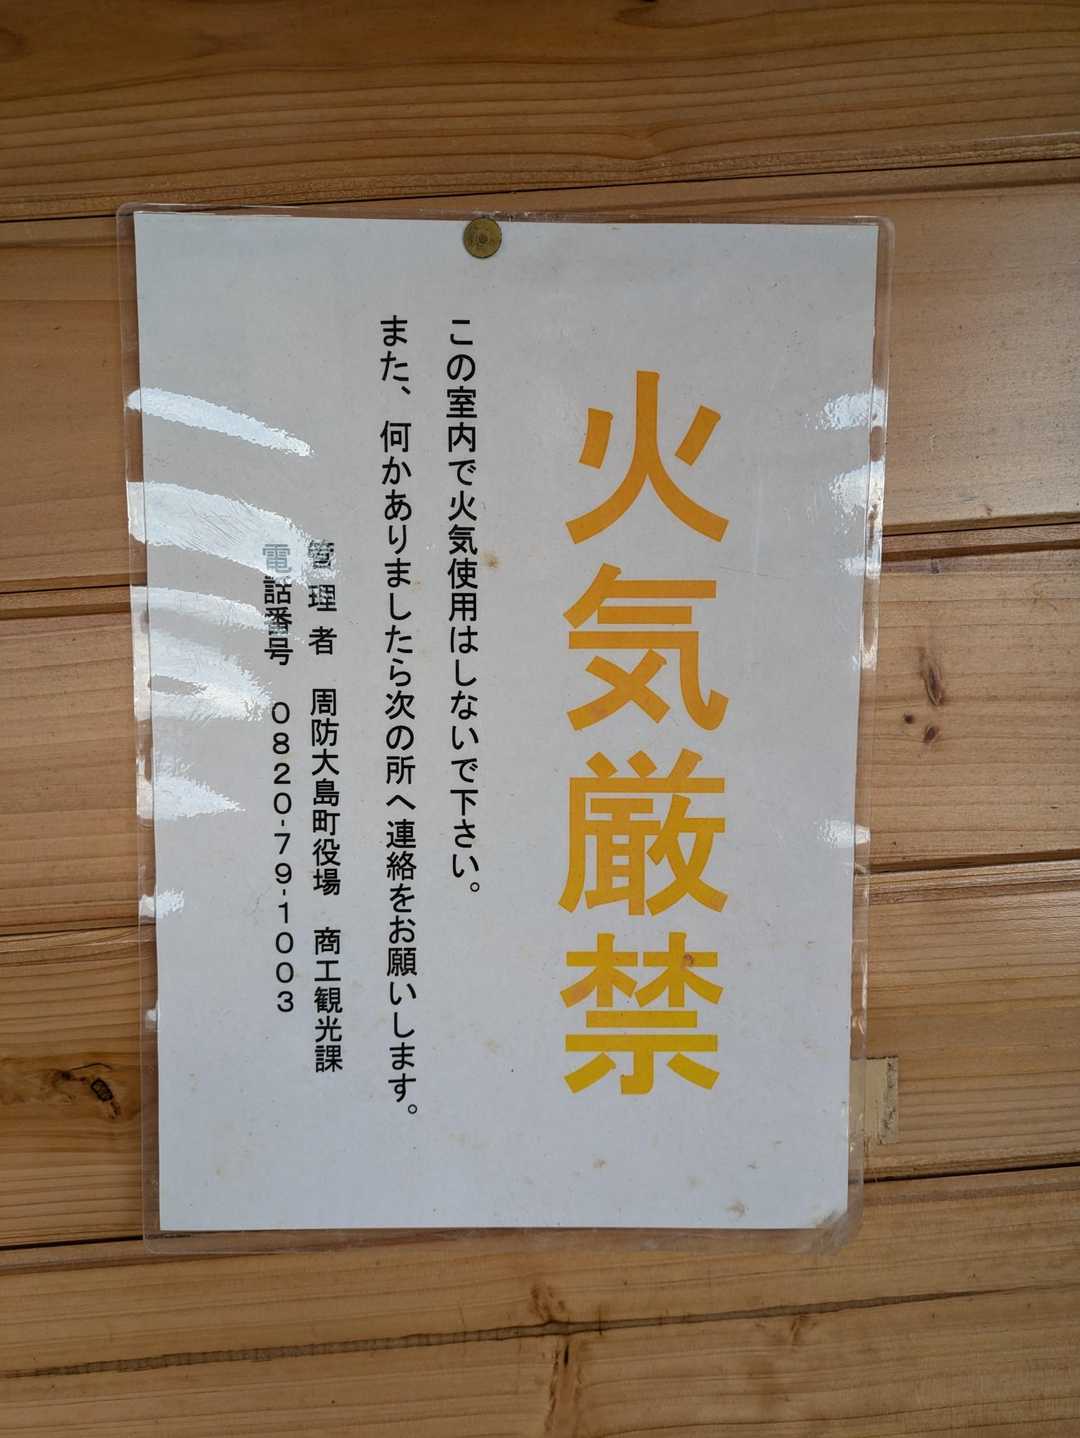 火気厳禁
この室内で火気使用はしないで下さい。
また、何かありましたら次の所へ連絡をお願いします。
管理者　周防大島町役場　商工観光課
電話番号　0820-79-1003